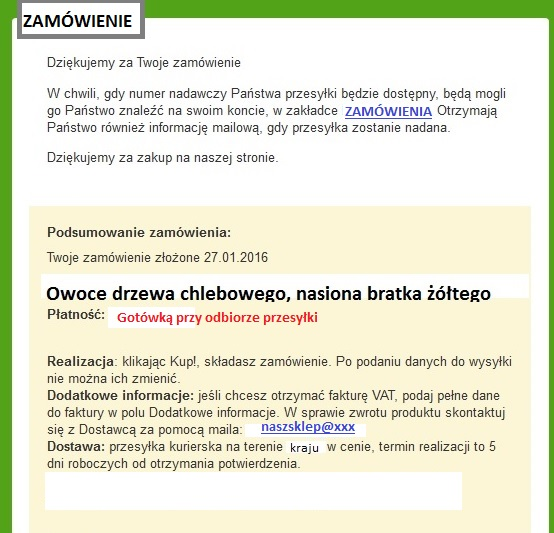 ZAMÓWIENIE
Dziękujemy za Twoje zamówienie
W chwili, gdy numer nadawczy Państwa przesyłki będzie dostępny, będą mogli
go Państwo znaleźć na swoim koncie, w zakładce ZAMÓWIENIA Otrzymają
Państwo również informację mailową, gdy przesyłka zostanie nadana.
Dziękujemy za zakup na naszej stronie.
Podsumowanie zamówienia:
Twoje zamówienie złożone 27.01.2016
Owoce drzewa chlebowego, nasiona bratka żółtego
Płatność: Gotówką przy odbiorze przesyłki
Realizacja: klikając Kup!, składasz zamówienie. Po podaniu danych do wysyłki
nie można ich zmienić.
Dodatkowe informacje: jeśli chcesz otrzymać fakturę VAT, podaj pełne dane
do faktury w polu Dodatkowe informacje. W sprawie zwrotu produktu skontaktuj
się z Dostawcą za pomocą maila: naszsklep@xxx
Dostawa: przesyłka kurierska na terenie kraju w cenie, termin realizacji to 5
dni roboczych od otrzymania potwierdzenia.